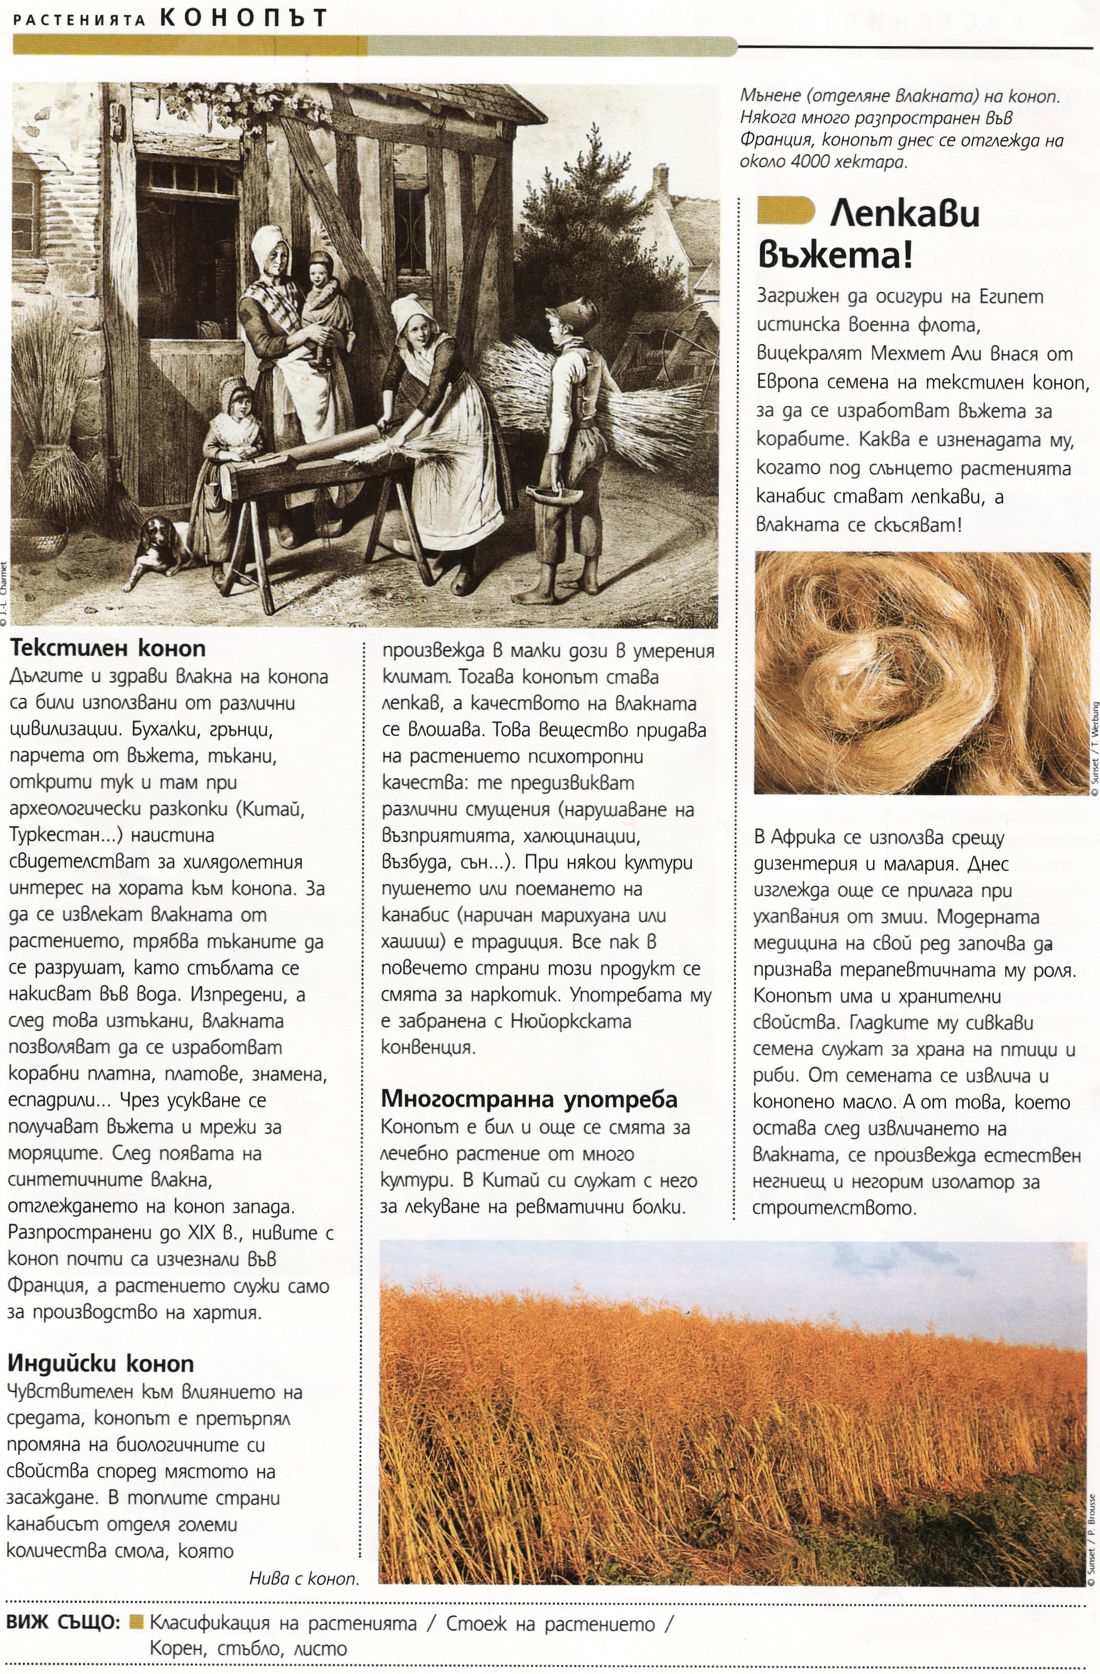 РАСТЕНИЯТА КОНОПЪТ
Мънене (отделяне влакната) на коноп.
Някога много разпространен във
Франция, конопът днес се отглежда на
около 4000 хектара.
© J.-L. Charmet
Текстилен коноп
Дългите и здрави влакна на конопа
са били използвани от различни
цивилизации. Бухалки, грънци,
парчета от въжета, тъкани,
открити тук и там при
археологически разкопки (Китай,
Туркестан...) наистина
свидетелстват за хилядолетния
интерес на хората към конопа. За
да се извлекат влакната от
растението, трябва тъканите да
се разрушат, като стъблата се
накисват във вода. Изпредени, а
след това изтъкани, влакната
позволяват да се изработват
корабни платна, платове, знамена,
еспадрили... Чрез усукване се
получават въжета и мрежи за
моряците. След появата на
синтетичните влакна,
отглеждането на коноп запада.
Разпространени до XIX в., нивите с
коноп почти са изчезнали във
Франция, а растението служи само
за производство на хартия.
Индийски коноп
Чувствителен към влиянието на
средата, конопът е претърпял
промяна на биологичните си
свойства според мястото на
засаждане. В топлите страни
канабисът отделя големи
количества смола, която
произвежда в малки дози в умерения
климат. Тогава конопът става
лепкав, а качеството на влакната
се влошава. Това вещество придава
на растението психотропни
качества: те предизвикват
различни смущения (нарушаване на
възприятията, халюцинации,
възбуда, сън...). При някои култури
пушенето или поемането на
канабис (наричан марихуана или
хашиш) е традиция. Все пак в
повечето страни този продукт се
смята за наркотик. Употребата му
е забранена с Нюйоркската
конвенция.
Многостранна употреба
Конопът е бил и още се смята за
лечебно растение от много
култури. В Китай си служат с него
за лекуване на ревматични болки.
Лепкави
въжета!
Загрижен да осигури на Египет
истинска военна флота,
Вицекралят Мехмет Али внася от
Европа семена на текстилен коноп,
за да се изработват въжета за
корабите. Каква е изненадата му,
когато под слънцето растенията
канабис стават лепкави, а
влакната се скъсяват!
© Sunset / T. Werbung
В Африка се използва срещу
дизентерия и малария. Днес
изглежда още се прилага при
ухапвания от змии. Модерната
медицина на свой ред започва да
признава терапевтичната му роля.
Конопът има и хранителни
свойства. Гладките му сивкави
семена служат за храна на птици и
риби. От семената се извлича и
конопено масло. А от това, което
остава след извличането на
влакната, се произвежда естествен
негниещ и негорим изолатор за
строителството.
© Sunset / P. Brousse
Нива с коноп.
ВИЖ СЪЩО: Класификация на растенията / Стоеж на растението /
Корен, стъбло, листо